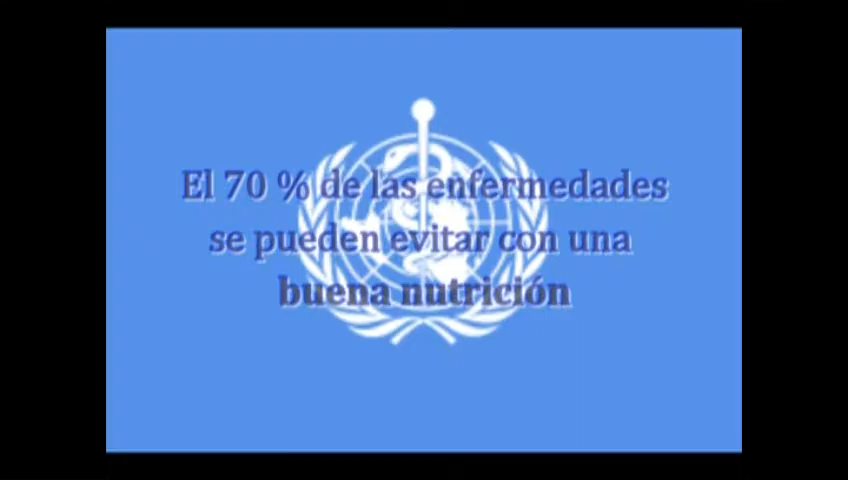 El 70 % de las enfermedades
se pueden evitar con una
buena nutrición